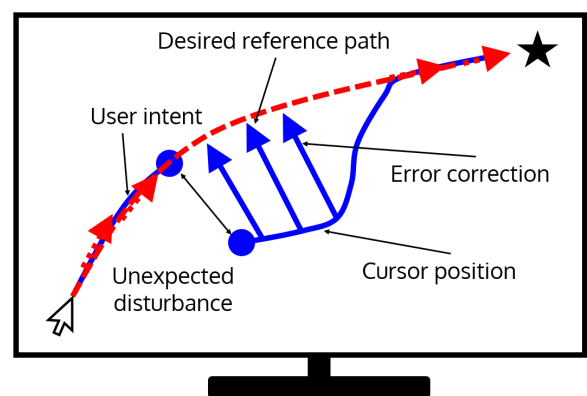 Desired reference path
User intent
Error correction
Unexpected
disturbance
Cursor position